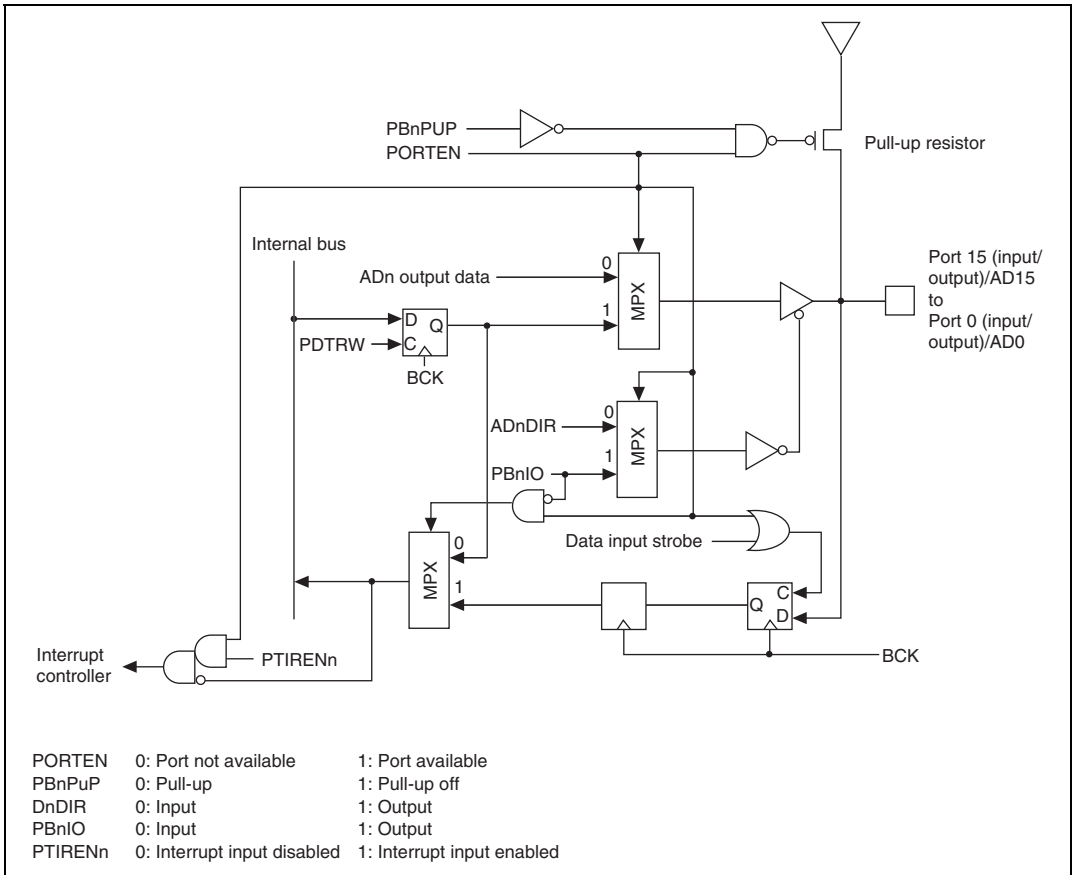 PBnPUP
PORTEN
Pull-up resistor
Internal bus
ADn output data
0
1
MPX
Port 15 (input/
output)/AD15
to
Port 0 (input/
output)/AD0
D
Q
PDTRW
C
BCK
ADnDIR
0
1
MPX
PBnIO
Data input strobe
MPX
0
1
Q
C
D
BCK
Interrupt
controller
PTIRENn
PORTEN 0: Port not available 1: Port available
PBnPuP 0: Pull-up 1: Pull-up off
DnDIR 0: Input 1: Output
PBnIO 0: Input 1: Output
PTIRENn 0: Interrupt input disabled 1: Interrupt input enabled